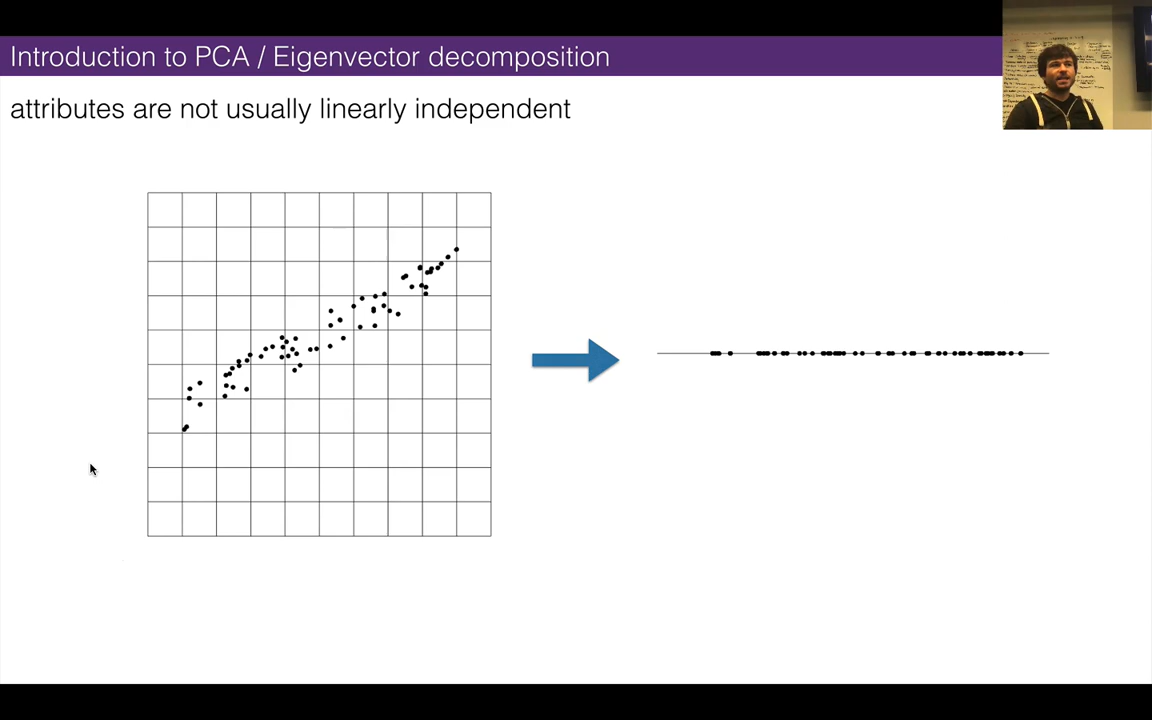 Introduction to PCA / Eigenvector decomposition
attributes are not usually linearly independent